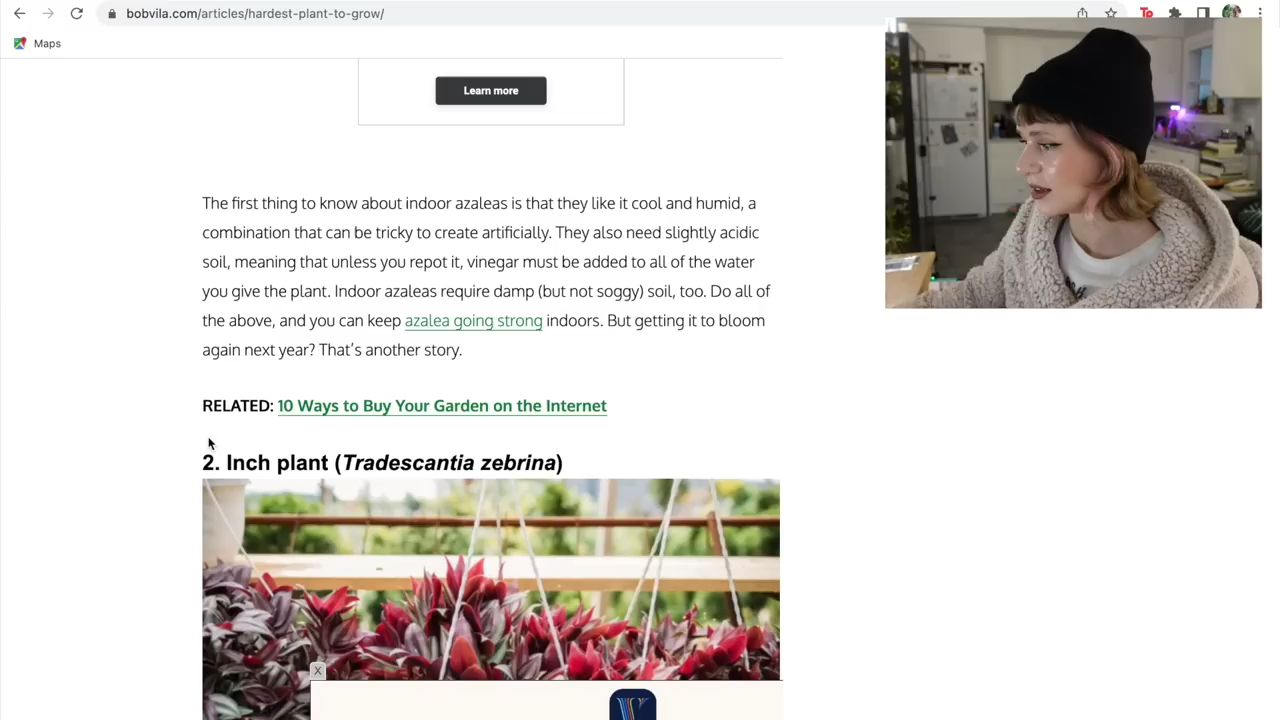 bobvila.com/articles/hardest-plant-to-grow/
Maps
Learn more
The first thing to know about indoor azaleas is that they like it cool and humid, a
combination that can be tricky to create artificially. They also need slightly acidic
soil, meaning that unless you repot it, vinegar must be added to all of the water
you give the plant. Indoor azaleas require damp (but not soggy) soil, too. Do all of
the above, and you can keep azalea going strong indoors. But getting it to bloom
again next year? That’s another story.
RELATED: 10 Ways to Buy Your Garden on the Internet
2. Inch plant (Tradescantia zebrina)
X